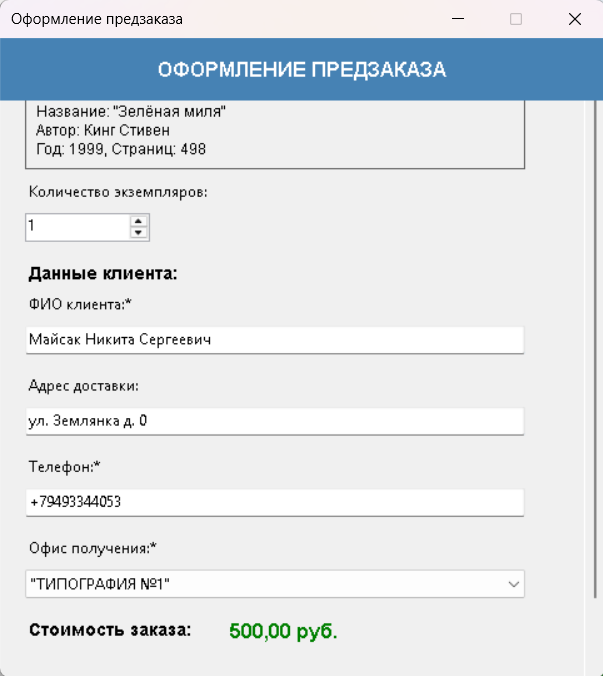 Оформление предзаказа
ОФОРМЛЕНИЕ ПРЕДЗАКАЗА
Название: "Зелёная миля"
Автор: Кинг Стивен
Год: 1999, Страниц: 498
Количество экземпляров:
1
Данные клиента:
ФИО клиента:*
Майсак Никита Сергеевич
Адрес доставки:
ул. Землянка д. 0
Телефон:*
+79493344053
Офис получения:*
"ТИПОГРАФИЯ №1"
Стоимость заказа: 500,00 руб.